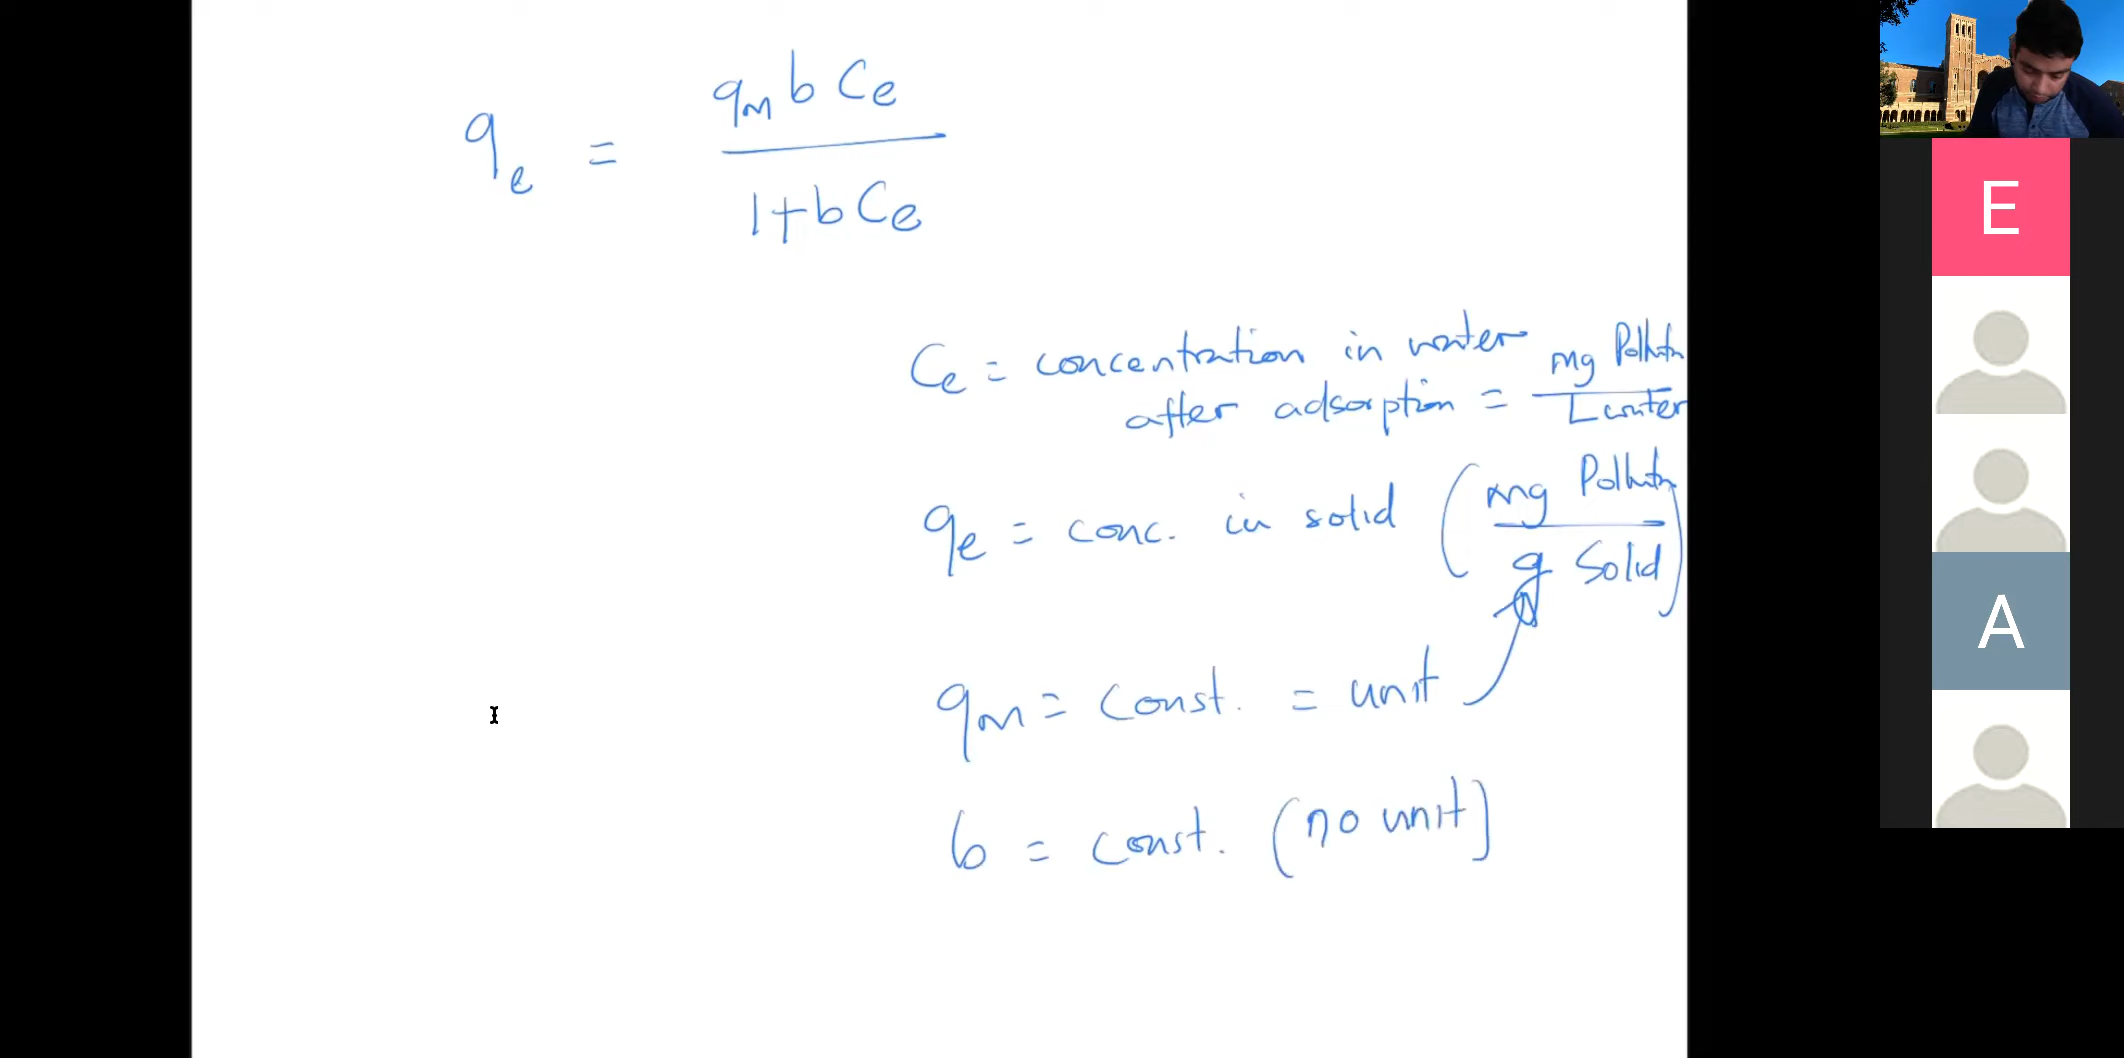 qe = qm b Ce / 1+bCe
Ce = concentration in water mg Pollutn
after adsorption = L water
qe = conc. in solid (mg Pollutn / g Solid)
qm = const. = unit
b = const. (no unit)
E
A